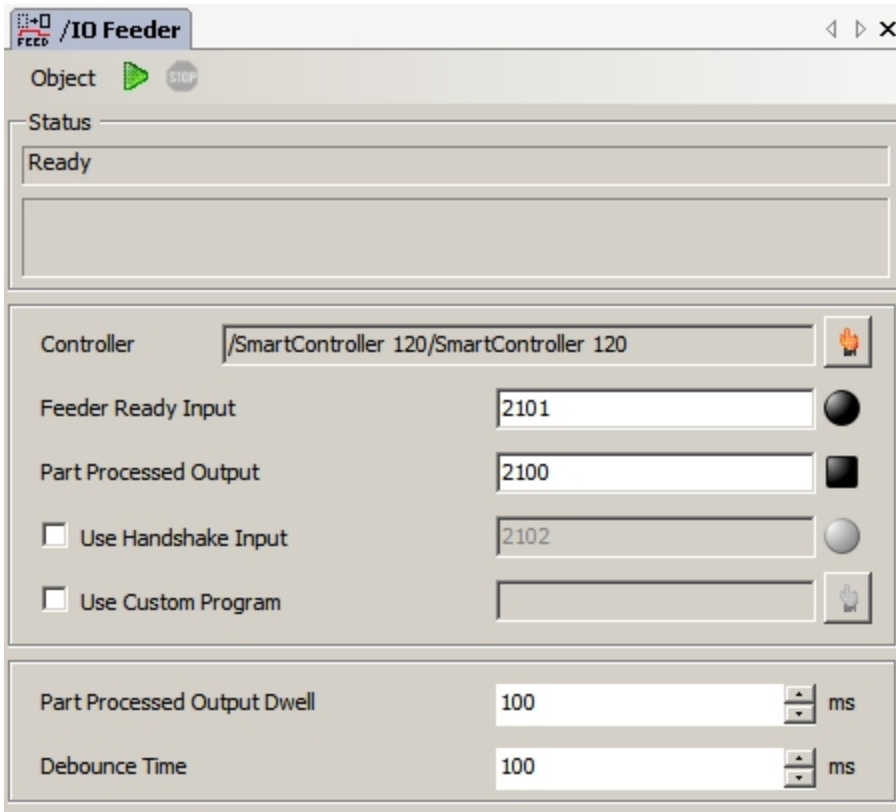 FEED /IO Feeder
Object STOP
Status
Ready
Controller /SmartController 120/SmartController 120
Feeder Ready Input 2101
Part Processed Output 2100
Use Handshake Input 2102
Use Custom Program
Part Processed Output Dwell 100 ms
Debounce Time 100 ms